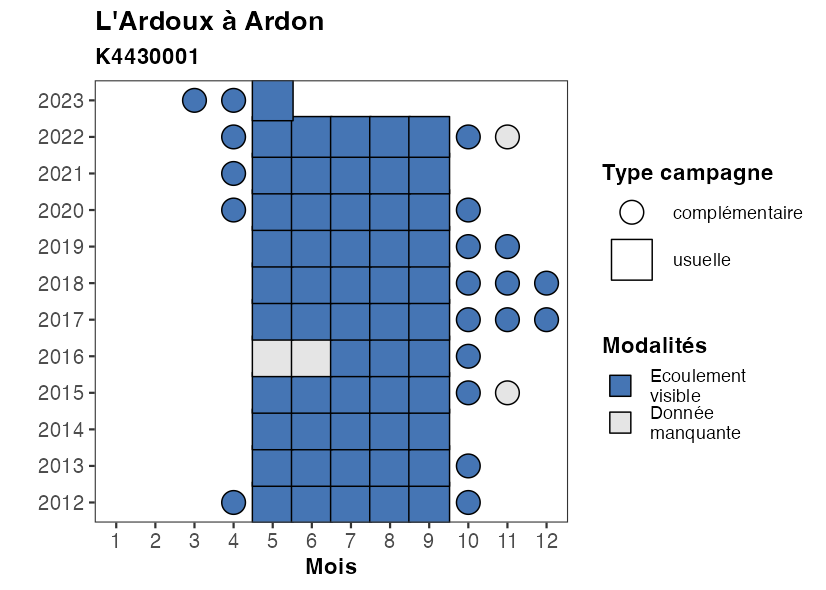 L'Ardoux à Ardon
K4430001
2023
2022
2021
2020
2019
2018
2017
2016
2015
2014
2013
2012
1 2 3 4 5 6 7 8 9 10 11 12
Mois
Type campagne
complémentaire
usuelle
Modalités
Ecoulement
visible
Donnée
manquante